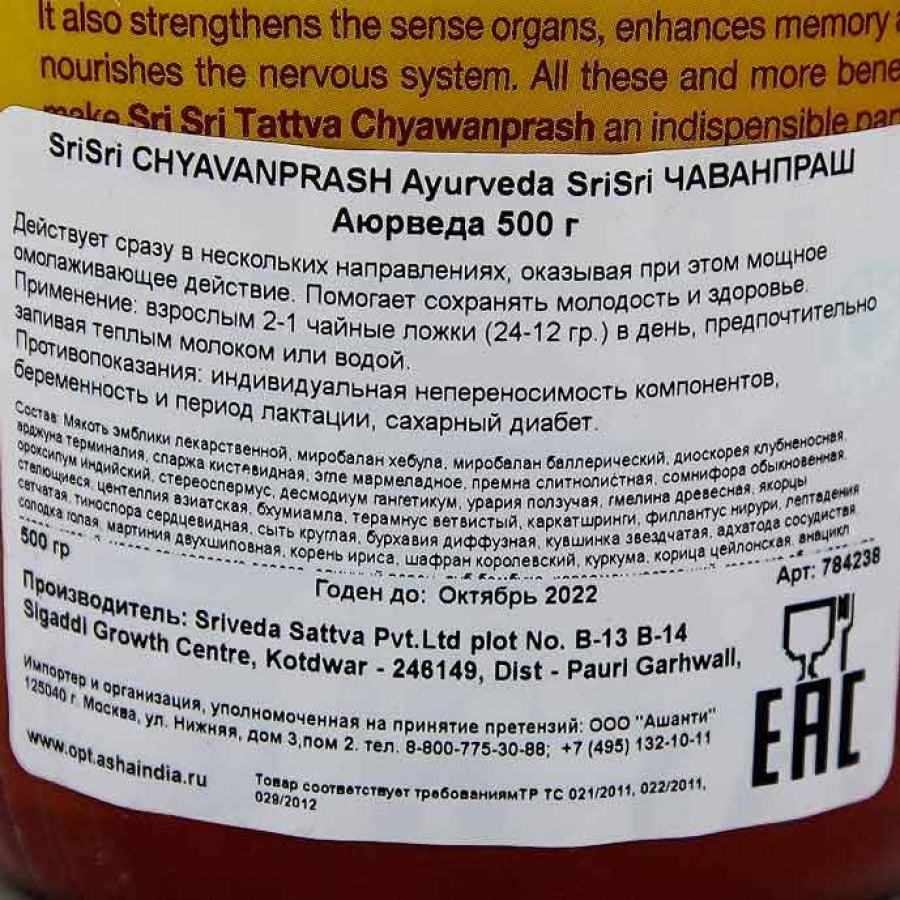 It also strengthens the sense organs, enhances memory
nourishes the nervous system. All these and more bene
make Sri Sri Tattva Chyawanprash an indispensible par
SriSri CHYAVANPRASH Ayurveda SriSri ЧАВАНПРАШ
Аюрведа 500 г
Действует сразу в нескольких направлениях, оказывая при этом мощное
омолаживающее действие. Помогает сохранять молодость и здоровье.
Применение: взрослым 2-1 чайные ложки (24-12 гр.) в день, предпочтительно
запивая теплым молоком или водой.
Противопоказания: индивидуальная непереносимость компонентов,
беременность и период лактации, сахарный диабет.
Состав: Мякоть эмблики лекарственной, миробалан хебула, миробалан баллерический, диоскорея клубненосная,
арджуна терминалия, спаржа кистевидная, эгле мармеладное, премна слитнолистная, сомнифора обыкновенная,
ороксилум индийский, стереоспермус, десмодиум гангетикум, урария ползучая, гмелина древесная, якорцы
стелющиеся, центеллия азиатская, бхумиамла, терамнус ветвистый, каркатшринги, филлантус нирури, лептадения
сетчатая, тиноспора сердцевидная, сыть круглая, бурхавия диффузная, кувшинка звездчатая, адхатода сосудистая,
солодка голая, мартиния двухшиповная, корень ириса, шафран королевский, куркума, корица цейлонская, анацикл
500 гр
Годен до: Октябрь 2022
Арт: 784238
Производитель: Sriveda Sattva Pvt.Ltd plot No. B-13 B-14
Sigaddi Growth Centre, Kotdwar - 246149, Dist - Pauri Garhwall,
Импортер и организация, уполномоченная на принятие претензий: ООО "Ашанти"
125040 г. Москва, ул. Нижняя, дом 3,пом 2. тел. 8-800-775-30-88; +7 (495) 132-10-11
EAC
www.opt.ashaindia.ru
Товар соответствует требованиямТР ТС 021/2011, 022/2011,
029/2012